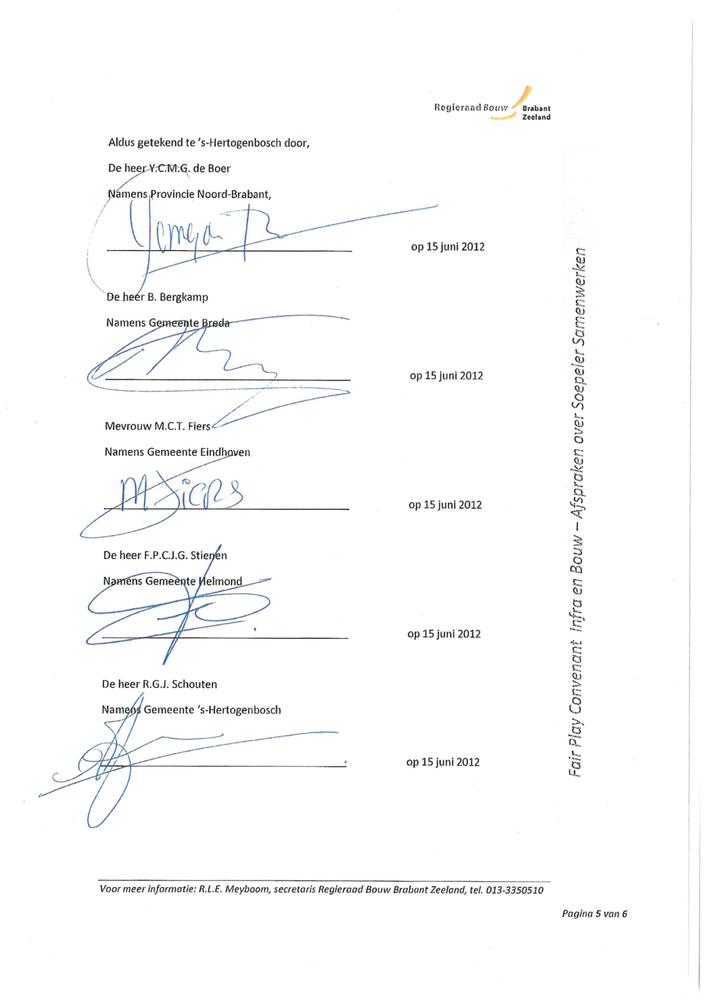 Regieraad Bouw Brabant
Zeeland
Aldus getekend te 's-Hertogenbosch door,
De heer Y.C.M.G. de Boer
Namens Provincie Noord-Brabant,
op 15 juni 2012
De heer B. Bergkamp
Namens Gemeente Breda
op 15 juni 2012
Mevrouw M.C.T. Fiers
Namens Gemeente Eindhoven
M Fiers
op 15 juni 2012
De heer F.P.C.J.G. Stienen
Namens Gemeente Helmond
op 15 juni 2012
De heer R.G.J. Schouten
Namens Gemeente 's-Hertogenbosch
op 15 juni 2012
Fair Play Convenant Infra en Bouw – Afspraken over Soepeler Samenwerken
Voor meer informatie: R.L.E. Meyboom, secretaris Regieraad Bouw Brabant Zeeland, tel. 013-3350510
Pagina 5 van 6